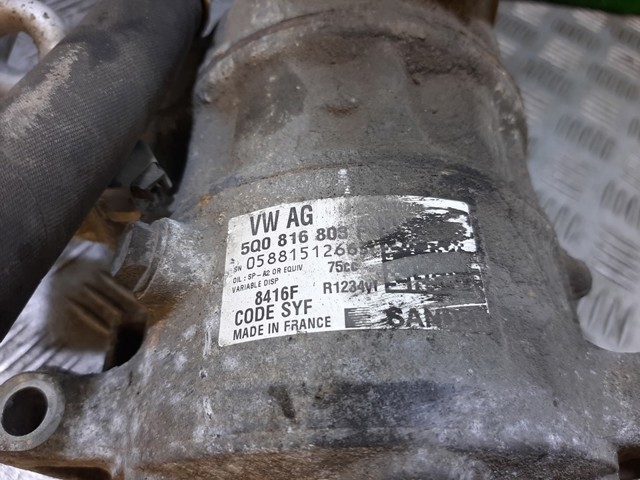 VW AG
5Q0 816 803
SN 0588151266
OIL : SP-A2 OR EQUIV 75cc
VARIABLE DISP
8416F R1234yf
CODE SYF
MADE IN FRANCE